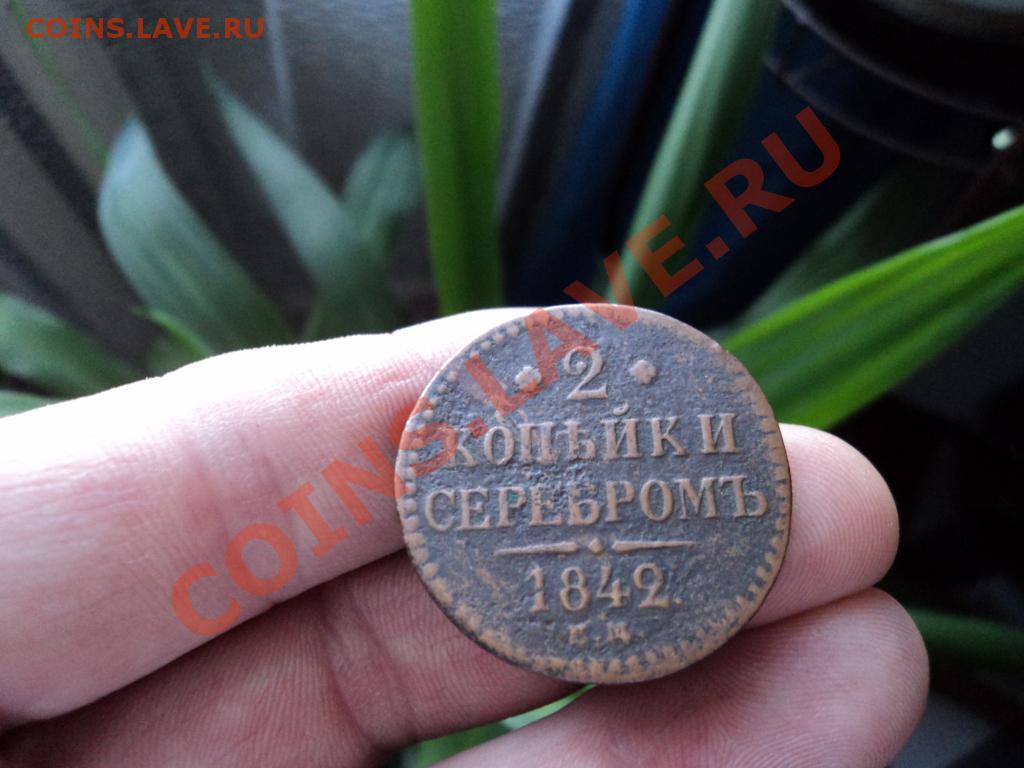 COINS.LAVE.RU
COINS.LAVE.RU
2
КОПѢЙКИ
СЕРЕБРОМЪ
1842.
Е.М.